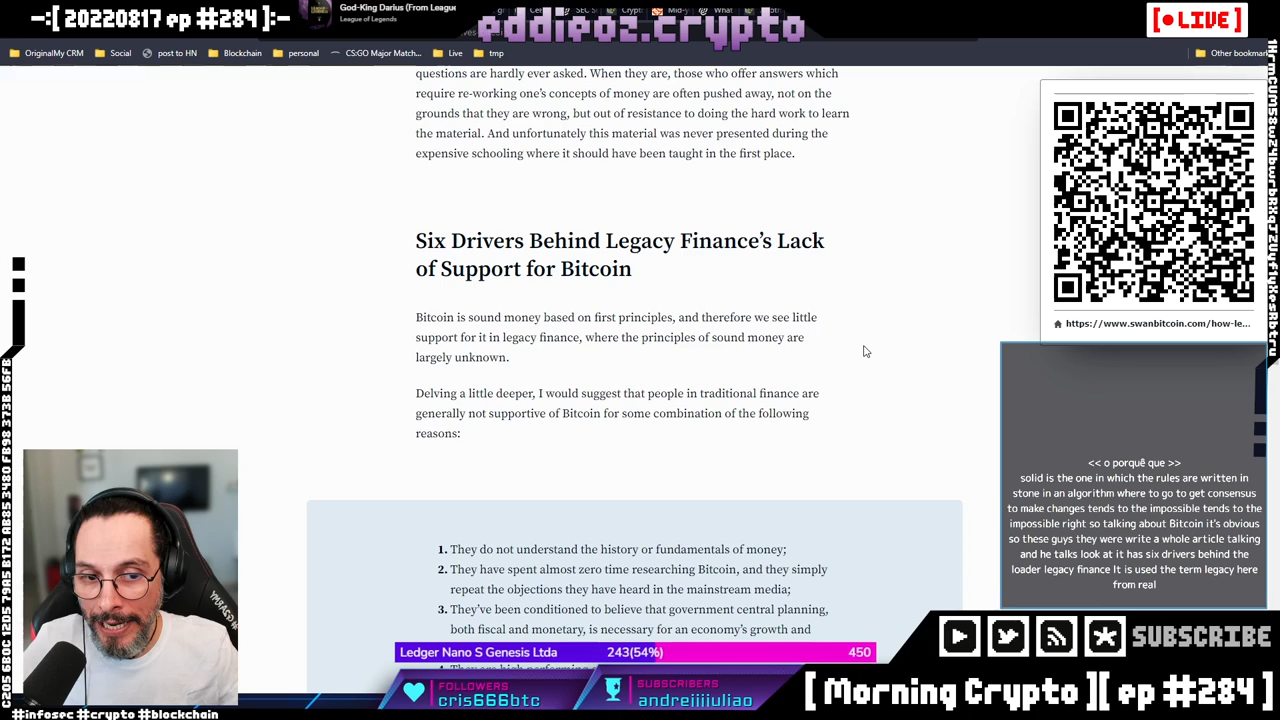 -:[ 20220817 ep #284 ]:-
God-King Darius (From League
League of Legends
eddieoz.crypto
[●LIVE]
OriginalMy CRM
Social
post to HN
Blockchain
personal
CS:GO Major Match...
Live
tmp
Other bookmar
questions are hardly ever asked. When they are, those who offer answers which
require re-working one's concepts of money are often pushed away, not on the
grounds that they are wrong, but out of resistance to doing the hard work to learn
the material. And unfortunately this material was never presented during the
expensive schooling where it should have been taught in the first place.
Six Drivers Behind Legacy Finance's Lack
of Support for Bitcoin
Bitcoin is sound money based on first principles, and therefore we see little
support for it in legacy finance, where the principles of sound money are
largely unknown.
Delving a little deeper, I would suggest that people in traditional finance are
generally not supportive of Bitcoin for some combination of the following
reasons:
1. They do not understand the history or fundamentals of money;
2. They have spent almost zero time researching Bitcoin, and they simply
repeat the objections they have heard in the mainstream media;
3. They've been conditioned to believe that government central planning,
both fiscal and monetary, is necessary for an economy's growth and
https://www.swanbitcoin.com/how-le...
<< o porquê que >>
solid is the one in which the rules are written in
stone in an algorithm where to go to get consensus
to make changes tends to the impossible tends to the
impossible right so talking about Bitcoin it's obvious
so these guys they were write a whole article talking
and he talks look at it has six drivers behind the
loader legacy finance It is used the term legacy here
from real
Ledger Nano S Genesis Ltda
243(54%)
450
FOLLOWERS
cris666btc
SUBSCRIBERS
andrejjjuliao
SUBSCRIBE
[ Morning Crypto ][ ep #284 ]
#infosec #crypto #blockchain